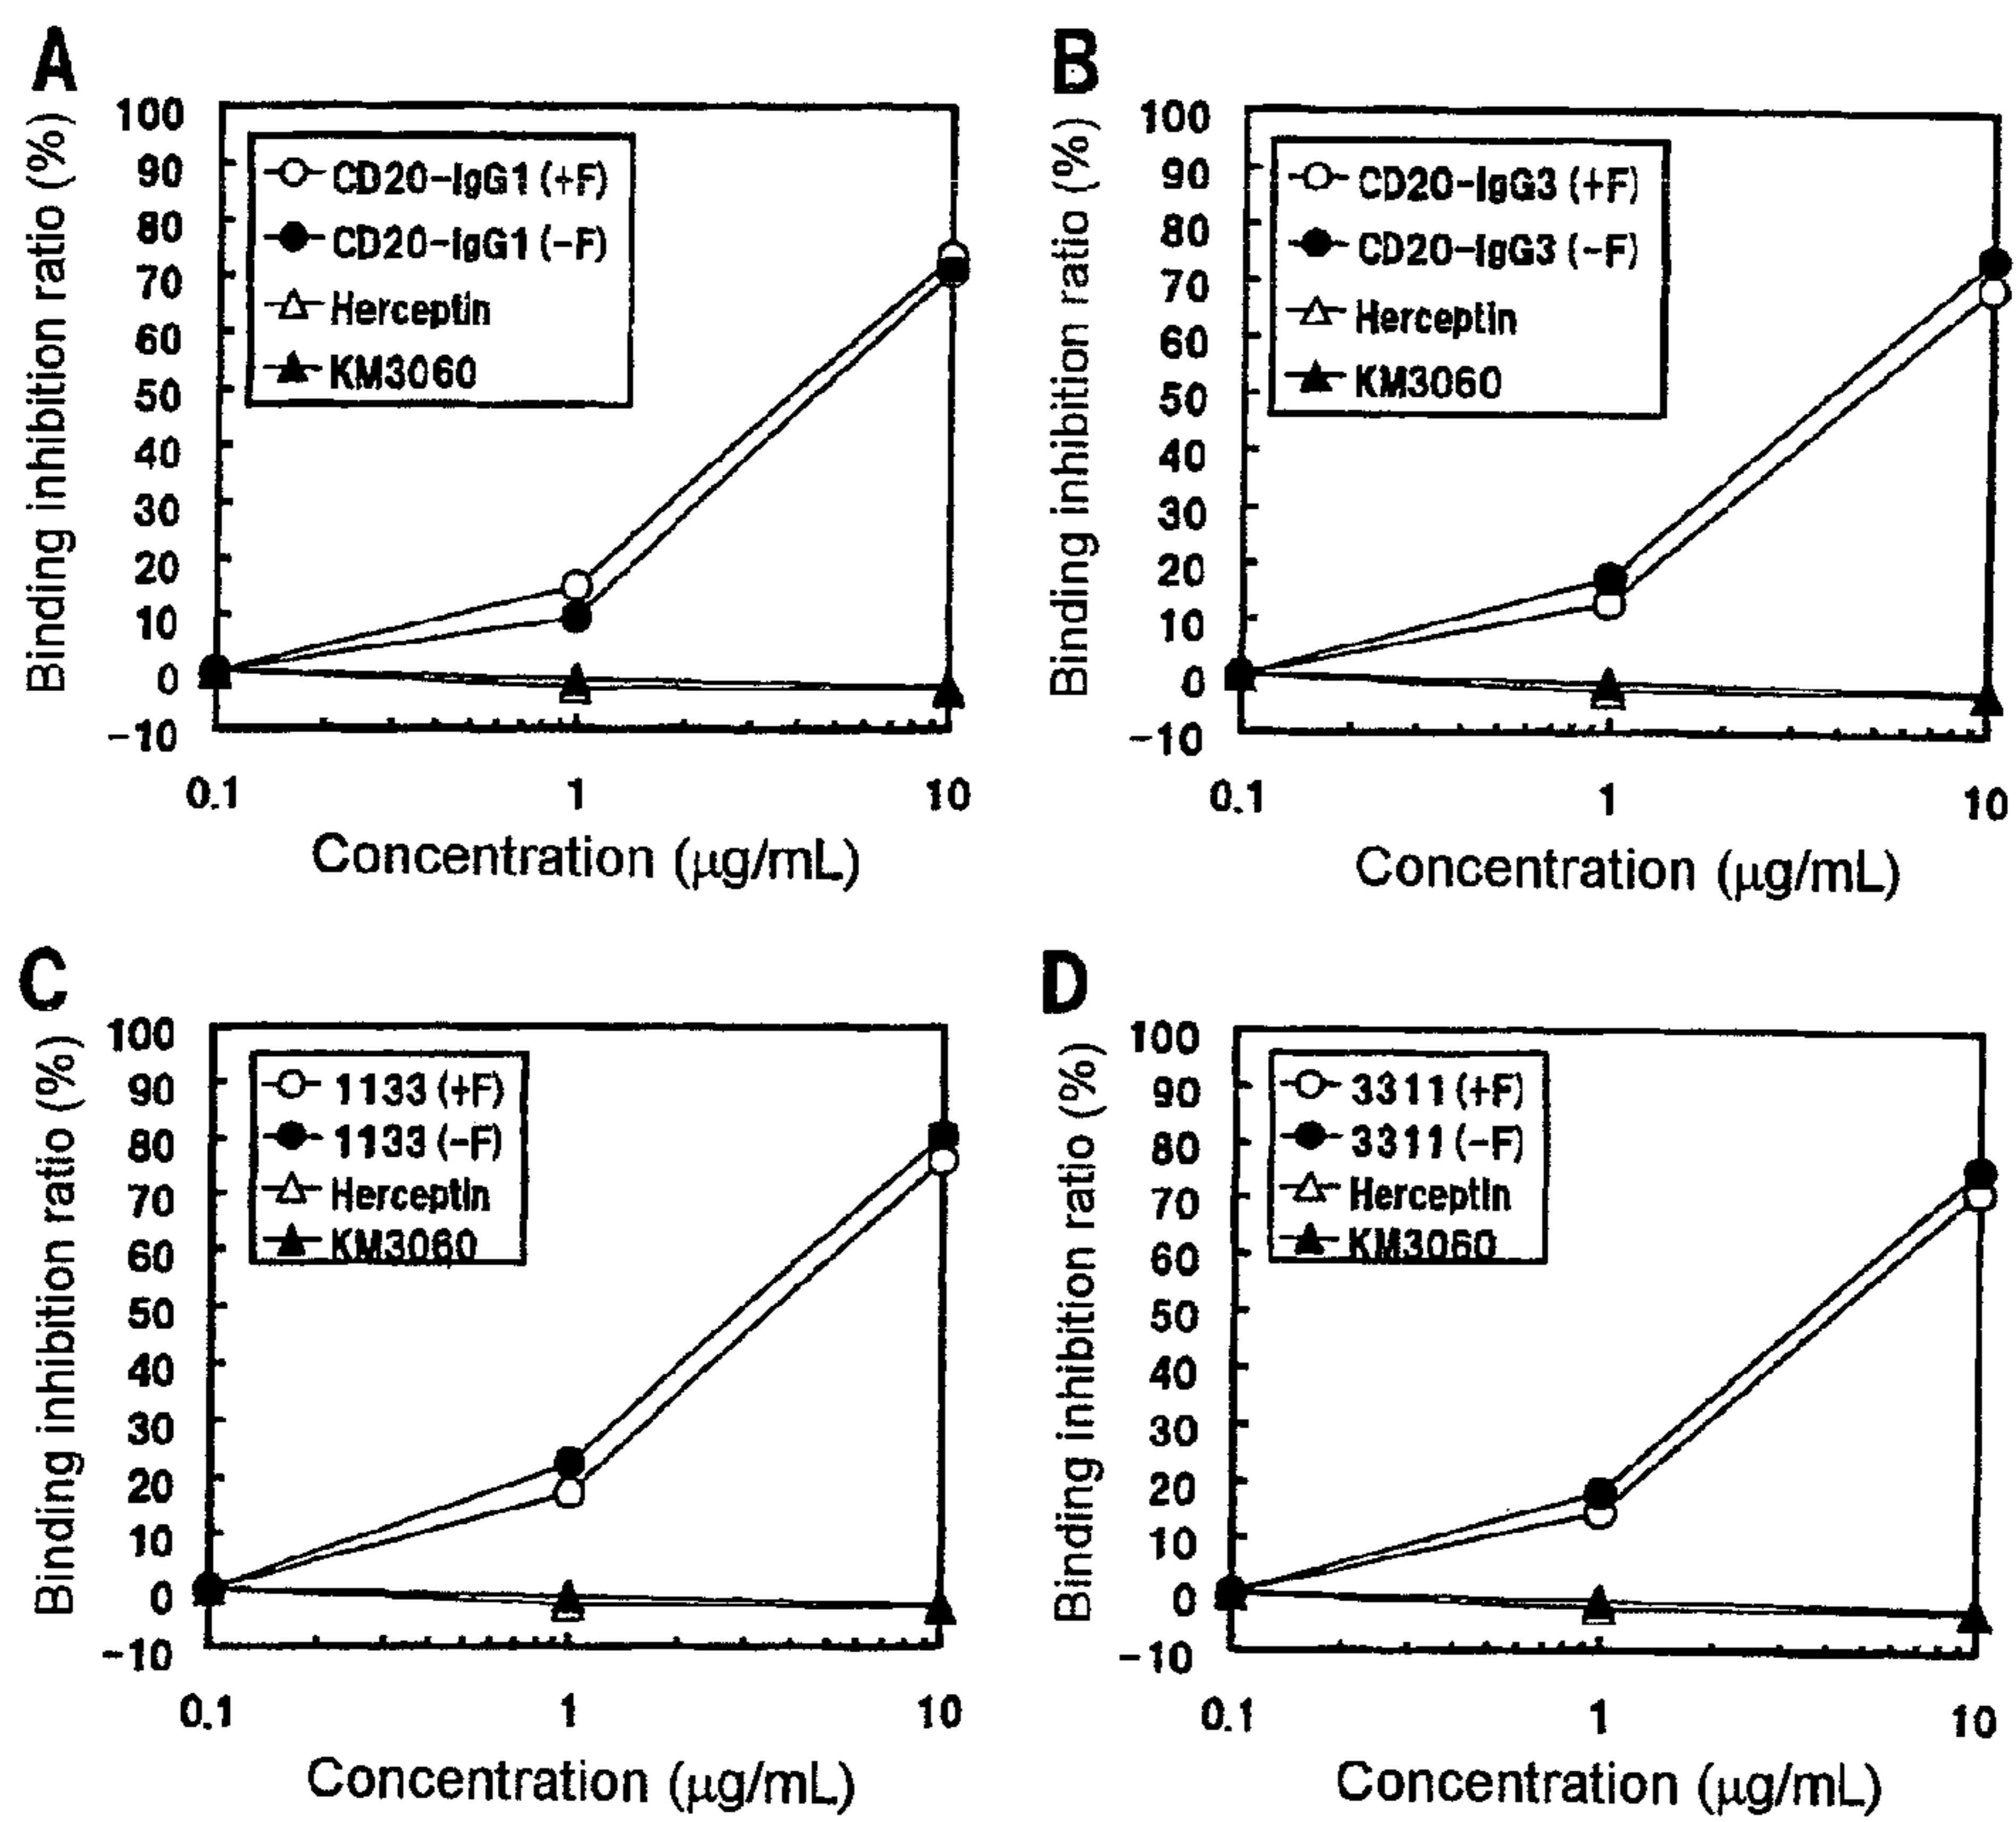 A
Binding inhibition ratio (%)
100
90
80
70
60
50
40
30
20
10
0
-10
CD20-IgG1 (+F)
CD20-IgG1 (-F)
Herceptin
KM3060
0.1
1
10
Concentration (μg/mL)
B
Binding inhibition ratio (%)
100
90
80
70
60
50
40
30
20
10
0
-10
CD20-IgG3 (+F)
CD20-IgG3 (-F)
Herceptin
KM3060
0.1
1
10
Concentration (μg/mL)
C
Binding inhibition ratio (%)
100
90
80
70
60
50
40
30
20
10
0
-10
1133 (+F)
1133 (-F)
Herceptin
KM3060
0.1
1
10
Concentration (μg/mL)
D
Binding inhibition ratio (%)
100
90
80
70
60
50
40
30
20
10
0
-10
3311 (+F)
3311 (-F)
Herceptin
KM3060
0.1
1
10
Concentration (μg/mL)